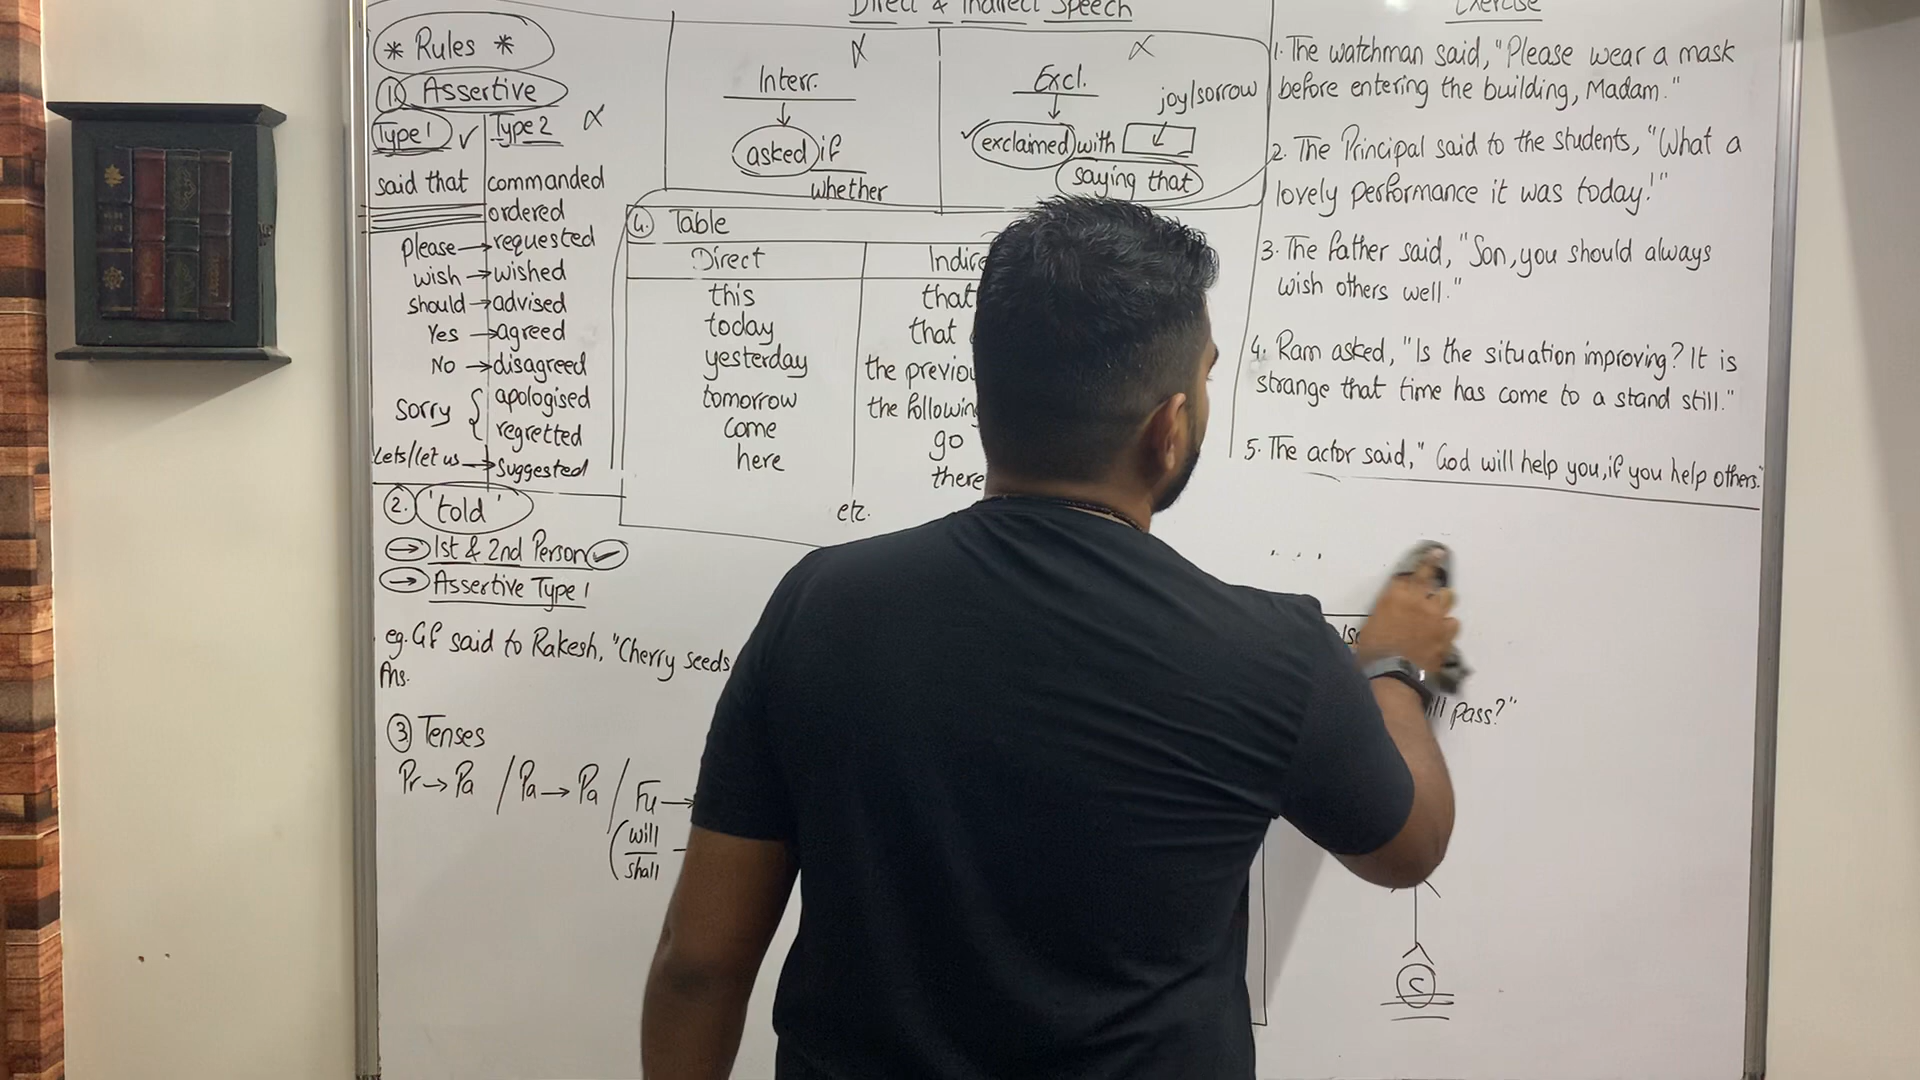 Direct & Indirect Speech
* Rules *
1. Assertive
Type 1 ✓ Type 2
said that commanded
ordered
Please → requested
wish → wished
should → advised
Yes → agreed
No → disagreed
Sorry { apologised
regretted
Lets/let us → Suggested
Interr.
asked if
whether
Excl.
joy/sorrow
exclaimed with
saying that
4. Table
Direct
this that
today that
yesterday the
tomorrow the
come go
here there
etc.
2. 'told'
→ 1st & 2nd Person ✓
→ Assertive Type 1
eg. GF said to Rakesh, "Cherry seeds
Ans.
3 Tenses
Pr → Pa / Pa → Pa / Fu →
will
shall
Exercise
1. The watchman said, "Please wear a mask
before entering the building, Madam."
2. The Principal said to the students, "What a
lovely performance it was today!"
3. The father said, "Son, you should always
wish others well."
4. Ram asked, "Is the situation improving? It is
strange that time has come to a stand still."
5. The actor said," God will help you, if you help others."
pass?"
C